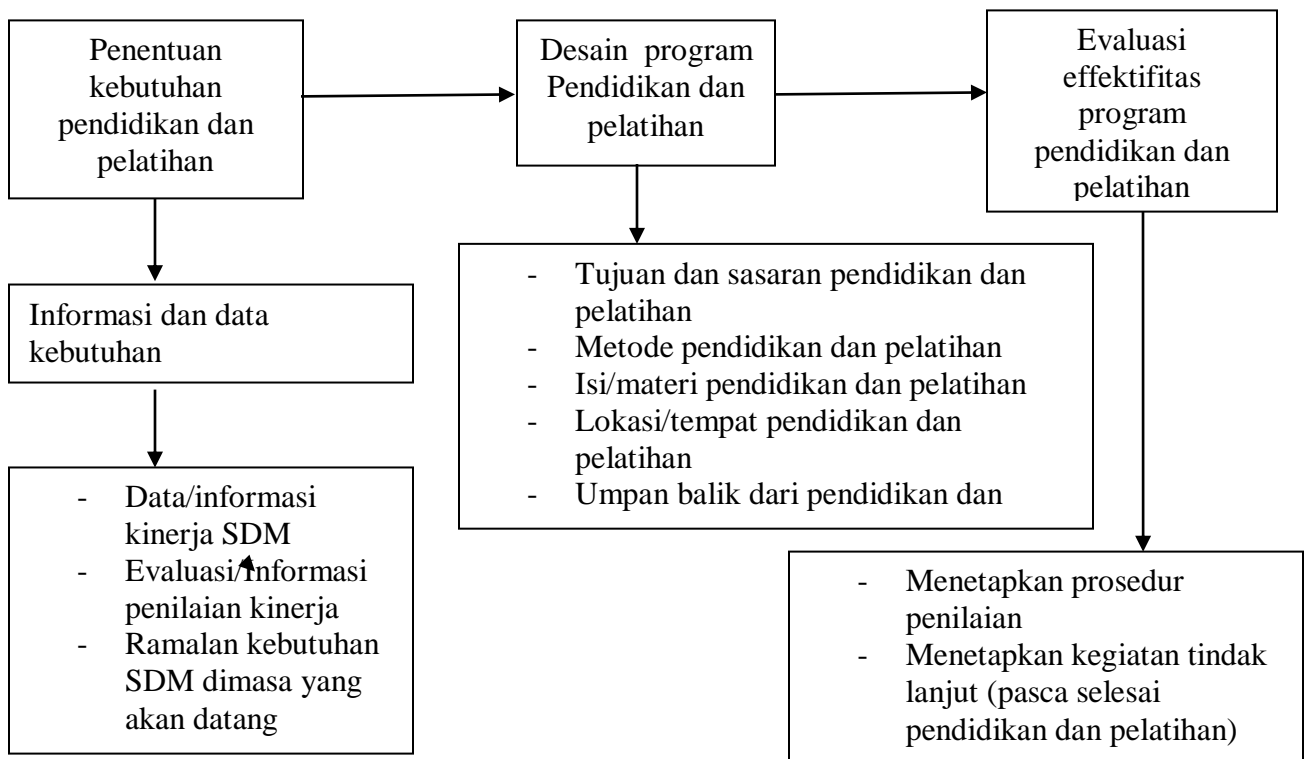 Penentuan
kebutuhan
pendidikan dan
pelatihan
Desain program
Pendidikan dan
pelatihan
Evaluasi
effektifitas
program
pendidikan dan
pelatihan
Informasi dan data
kebutuhan
- Tujuan dan sasaran pendidikan dan
pelatihan
- Metode pendidikan dan pelatihan
- Isi/materi pendidikan dan pelatihan
- Lokasi/tempat pendidikan dan
pelatihan
- Umpan balik dari pendidikan dan
- Data/informasi
kinerja SDM
- Evaluasi/Informasi
penilaian kinerja
- Ramalan kebutuhan
SDM dimasa yang
akan datang
- Menetapkan prosedur
penilaian
- Menetapkan kegiatan tindak
lanjut (pasca selesai
pendidikan dan pelatihan)